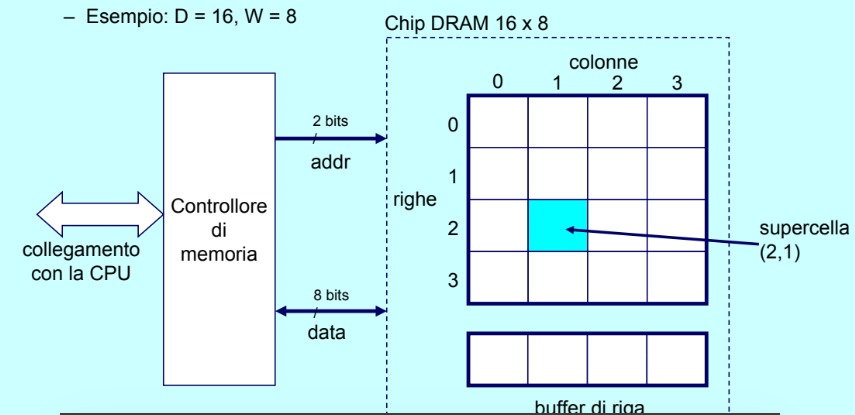 – Esempio: D = 16, W = 8
Chip DRAM 16 x 8
colonne
0 1 2 3
2 bits
addr
0
1
righe
2
3
Controllore
di
memoria
collegamento
con la CPU
supercella
(2,1)
8 bits
data
buffer di riga